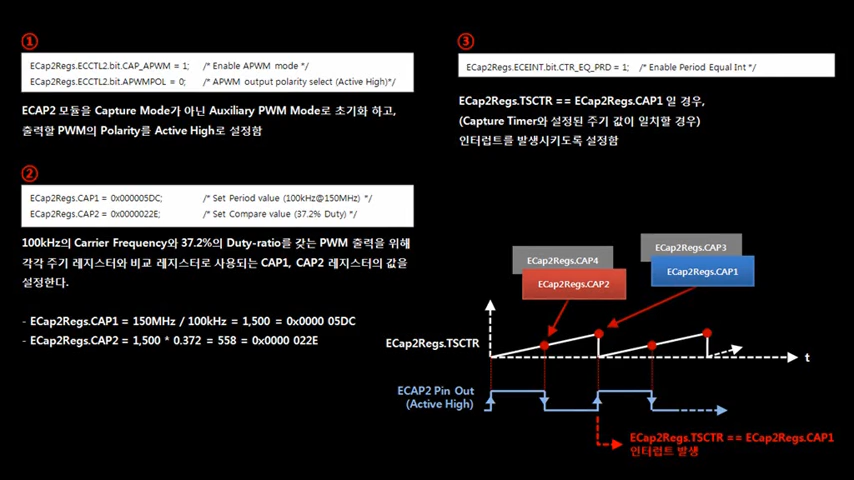 ①
ECap2Regs.ECCTL2.bit.CAP_APWM = 1; /* Enable APWM mode */
ECap2Regs.ECCTL2.bit.APWMPOL = 0; /* APWM output polarity select (Active High)*/
ECAP2 모듈을 Capture Mode가 아닌 Auxiliary PWM Mode로 초기화 하고,
출력할 PWM의 Polarity를 Active High로 설정함
②
ECap2Regs.CAP1 = 0x000005DC; /* Set Period value (100kHz@150MHz) */
ECap2Regs.CAP2 = 0x0000022E; /* Set Compare value (37.2% Duty) */
100kHz의 Carrier Frequency와 37.2%의 Duty-ratio를 갖는 PWM 출력을 위해
각각 주기 레지스터와 비교 레지스터로 사용되는 CAP1, CAP2 레지스터의 값을
설정한다.
- ECap2Regs.CAP1 = 150MHz / 100kHz = 1,500 = 0x0000 05DC
- ECap2Regs.CAP2 = 1,500 * 0.372 = 558 = 0x0000 022E
③
ECap2Regs.ECEINT.bit.CTR_EQ_PRD = 1; /* Enable Period Equal Int */
ECap2Regs.TSCTR == ECap2Regs.CAP1 일 경우,
(Capture Timer와 설정된 주기 값이 일치할 경우)
인터럽트를 발생시키도록 설정함
ECap2Regs.CAP4
ECap2Regs.CAP3
ECap2Regs.CAP2
ECap2Regs.CAP1
ECap2Regs.TSCTR
t
ECAP2 Pin Out
(Active High)
ECap2Regs.TSCTR == ECap2Regs.CAP1
인터럽트 발생